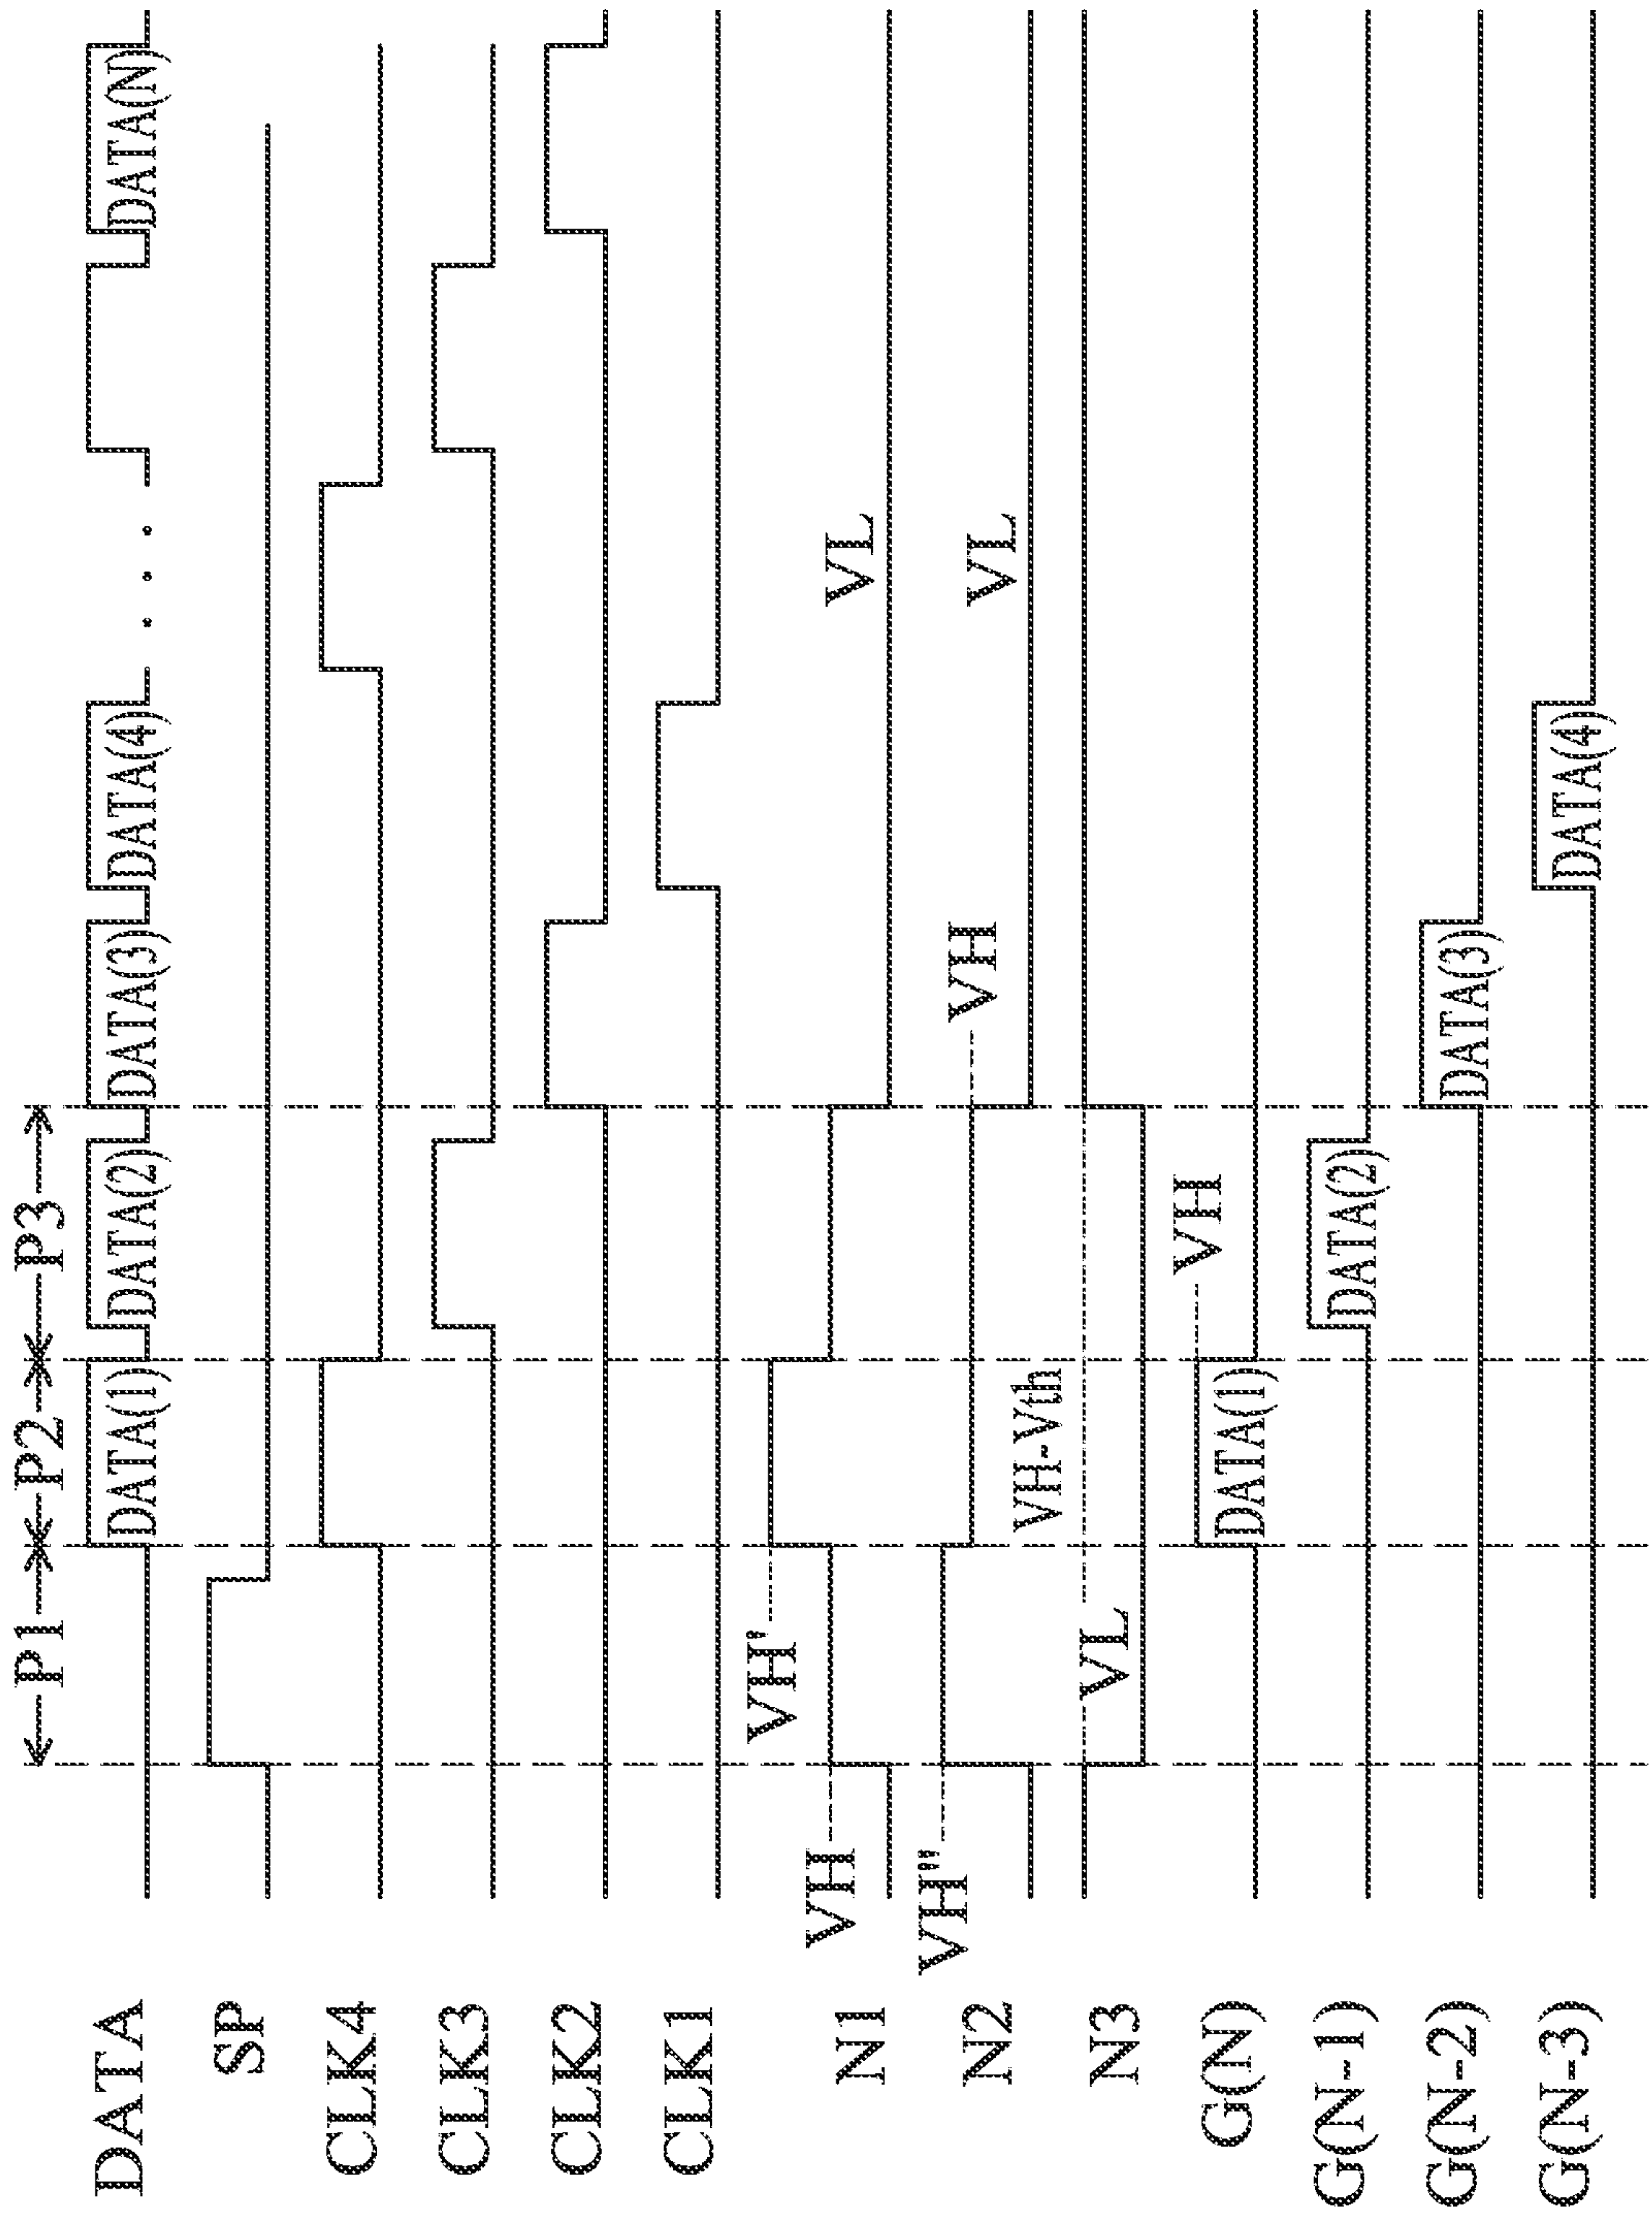 P1 P2 P3
DATA DATA(1) DATA(2) DATA(3) DATA(4) DATA(N)
SP
CLK4
CLK3
CLK2
CLK1
VH'
N1 VH VL
N2 VH" VH VL
VH-Vth
N3 VL
VH
G(N) DATA(1)
G(N-1) DATA(2)
G(N-2) DATA(3)
G(N-3) DATA(4)